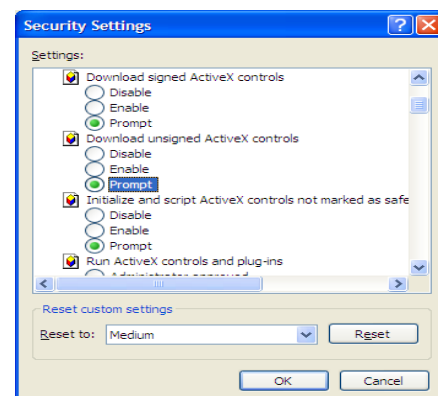 Security Settings
Settings:
Download signed ActiveX controls
Disable
Enable
Prompt
Download unsigned ActiveX controls
Disable
Enable
Prompt
Initialize and script ActiveX controls not marked as safe
Disable
Enable
Prompt
Run ActiveX controls and plug-ins
Administrator approved
Reset custom settings
Reset to: Medium Reset
OK Cancel